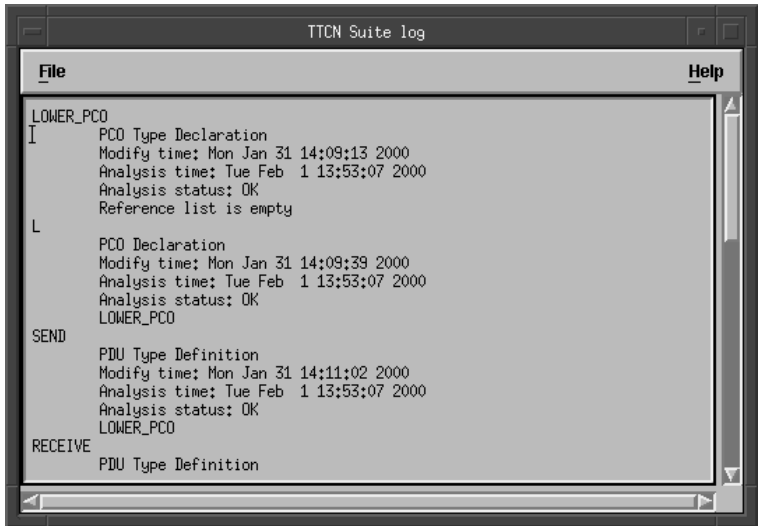 TTCN Suite log
File Help
LOWER_PCO
PCO Type Declaration
Modify time: Mon Jan 31 14:09:13 2000
Analysis time: Tue Feb  1 13:53:07 2000
Analysis status: OK
Reference list is empty
L
PCO Declaration
Modify time: Mon Jan 31 14:09:39 2000
Analysis time: Tue Feb  1 13:53:07 2000
Analysis status: OK
LOWER_PCO
SEND
PDU Type Definition
Modify time: Mon Jan 31 14:11:02 2000
Analysis time: Tue Feb  1 13:53:07 2000
Analysis status: OK
LOWER_PCO
RECEIVE
PDU Type Definition